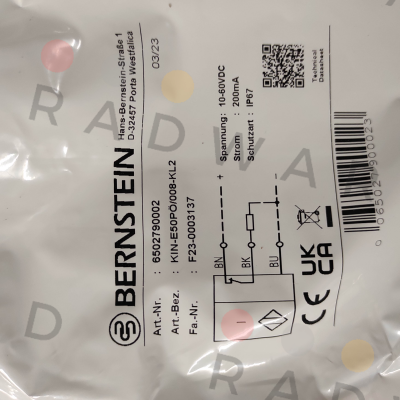 BERNSTEIN
Hans-Bernstein-Straße 1
D-32457 Porta Westfalica
03/23
Art.-Nr. : 6502790002
Art.-Bez. : KIN-E50PO/008-KL2
Fa.-Nr. : F23-0003137
Spannung: 10-60VDC
Strom : 200mA
Schutzart : IP67
Technical
Datasheet
BN
+
BK
BU
-
I
CE
UK
CA
RADWA